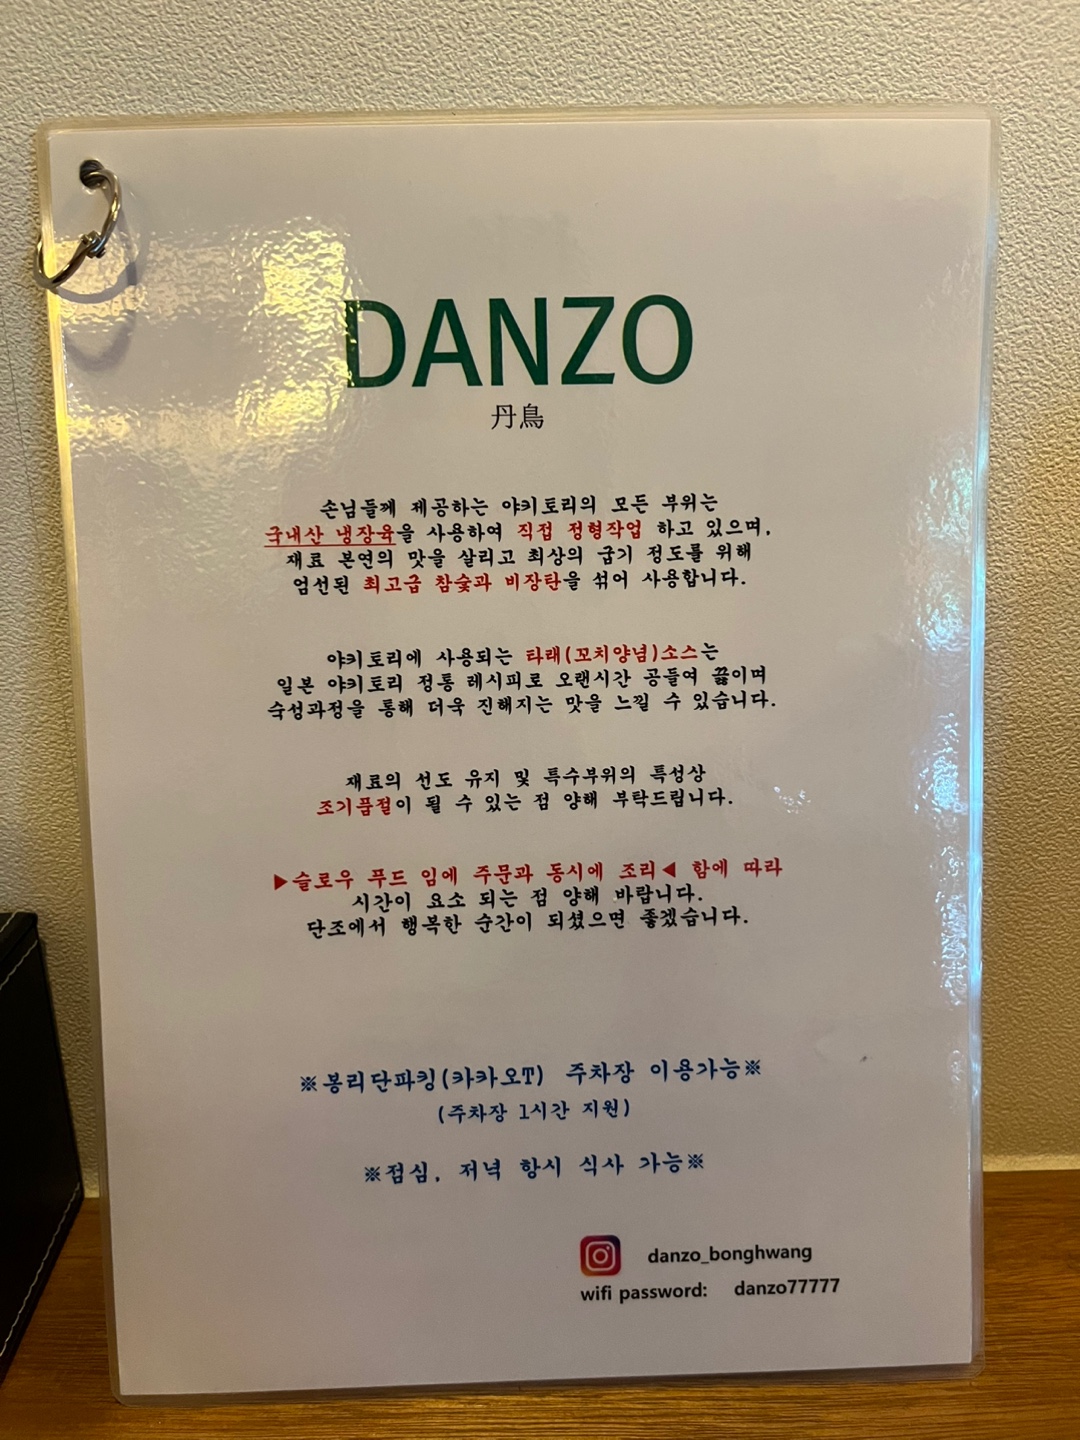 DANZO
丹鳥
손님들께 제공하는 야키토리의 모든 부위는
국내산 냉장육을 사용하여 직접 정형작업 하고 있으며,
재료 본연의 맛을 살리고 최상의 굽기 정도를 위해
엄선된 최고급 참숯과 비장탄을 섞어 사용합니다.
야키토리에 사용되는 타래(꼬치양념)소스는
일본 야키토리 정통 레시피로 오랜시간 공들여 끓이며
숙성과정을 통해 더욱 진해지는 맛을 느낄 수 있습니다.
재료의 선도 유지 및 특수부위의 특성상
조기품절이 될 수 있는 점 양해 부탁드립니다.
▶슬로우 푸드 임에 주문과 동시에 조리◀ 함에 따라
시간이 요소 되는 점 양해 바랍니다.
단조에서 행복한 순간이 되셨으면 좋겠습니다.
※봉리단파킹(카카오T) 주차장 이용가능※
(주차장 1시간 지원)
※점심, 저녁 항시 식사 가능※
danzo_bonghwang
wifi password: danzo77777